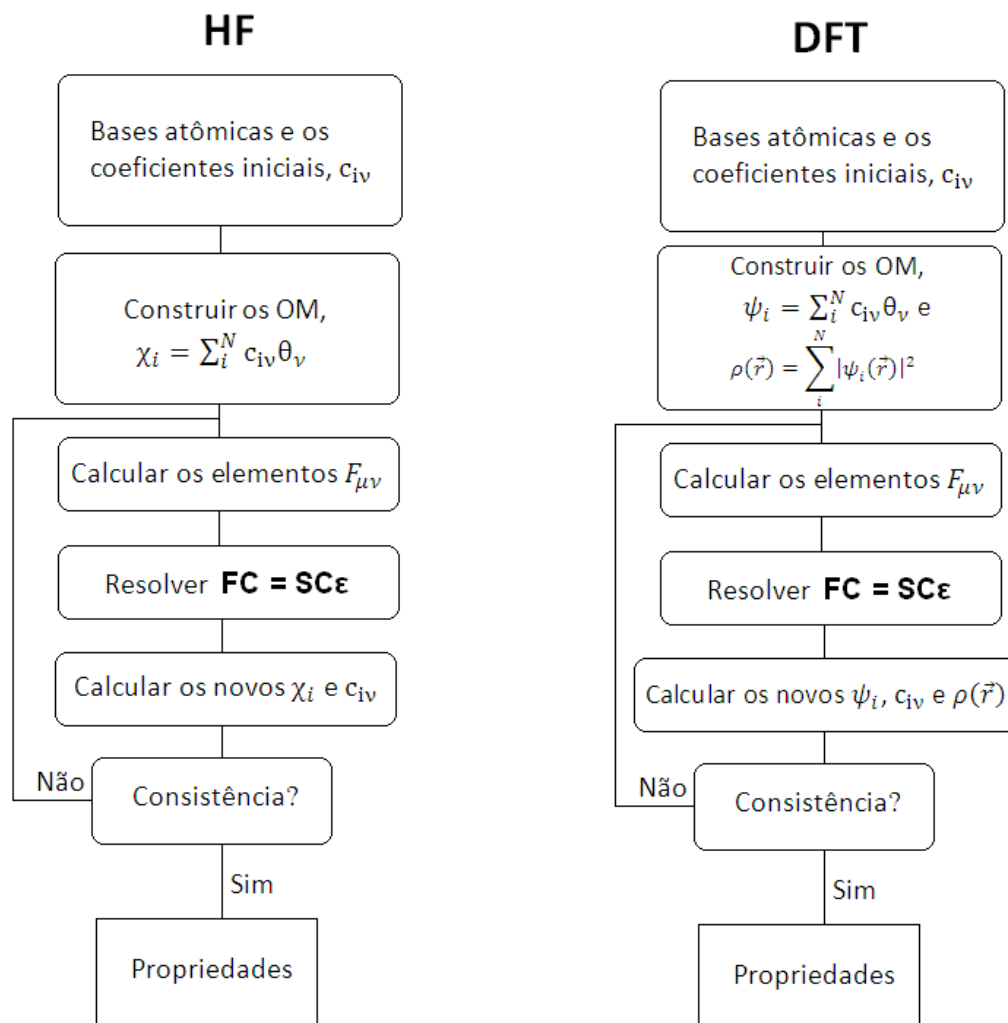 HF
Bases atômicas e os
coeficientes iniciais, c_iν
Construir os OM,
χ_i = ∑_i^N c_iν θ_ν
Calcular os elementos F_μν
Resolver FC = SCε
Calcular os novos χ_i e c_iν
Não
Consistência?
Sim
Propriedades
DFT
Bases atômicas e os
coeficientes iniciais, c_iν
Construir os OM,
ψ_i = ∑_i^N c_iν θ_ν e
ρ(r⃗) = ∑_i^N |ψ_i(r⃗)|²
Calcular os elementos F_μν
Resolver FC = SCε
Calcular os novos ψ_i, c_iν e ρ(r⃗)
Não
Consistência?
Sim
Propriedades